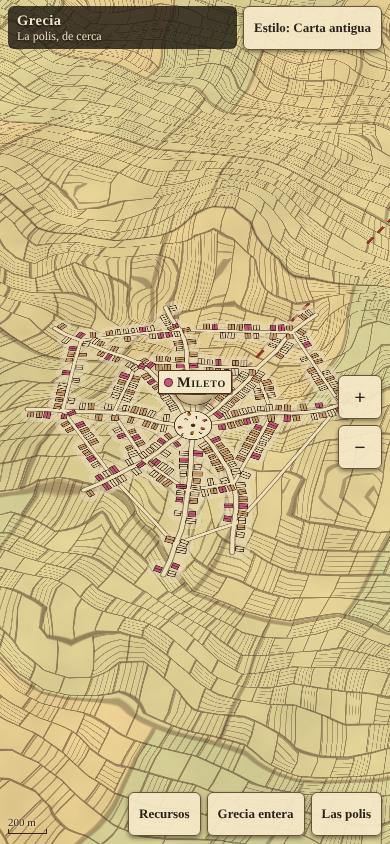 Grecia
La polis, de cerca
Estilo: Carta antigua
Mileto
+
−
200 m
Recursos
Grecia entera
Las polis